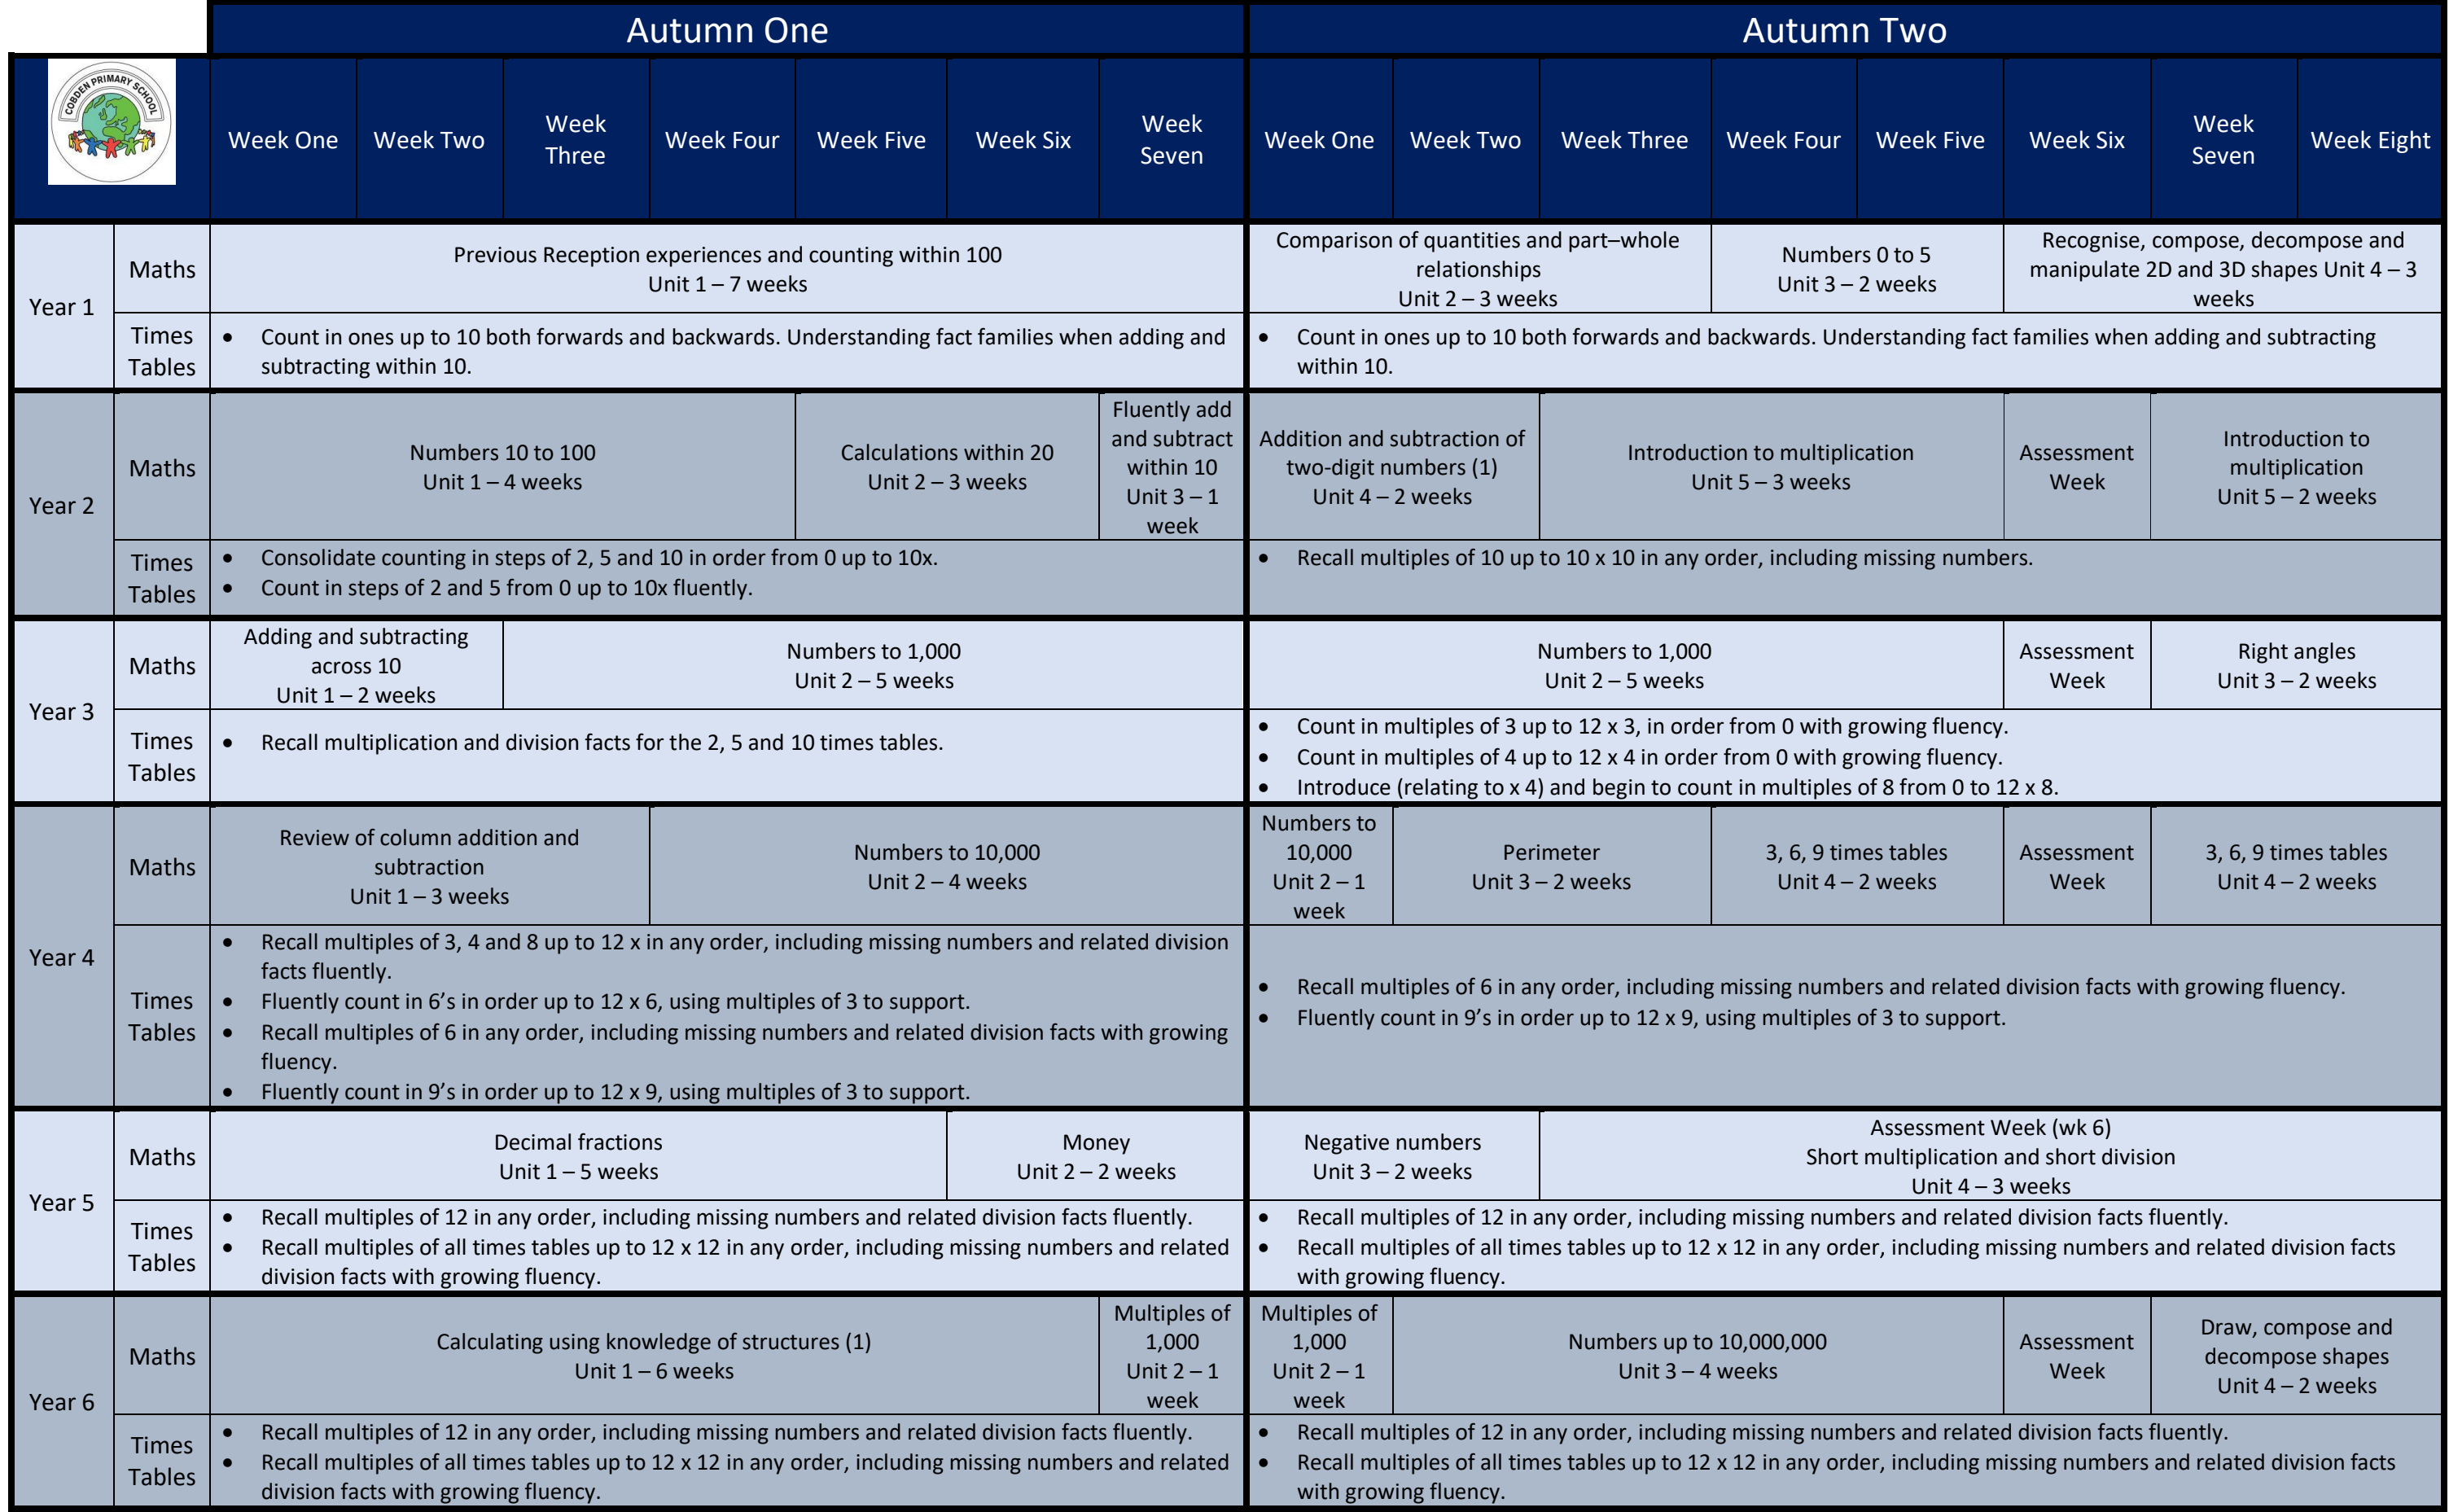 Autumn One
Autumn Two
COBDEN PRIMARY SCHOOL
Week One
Week Two
Week
Three
Week Four
Week Five
Week Six
Week
Seven
Week One
Week Two
Week Three
Week Four
Week Five
Week Six
Week
Seven
Week Eight
Year 1
Maths
Previous Reception experiences and counting within 100
Unit 1 – 7 weeks
Comparison of quantities and part–whole
relationships
Unit 2 – 3 weeks
Numbers 0 to 5
Unit 3 – 2 weeks
Recognise, compose, decompose and
manipulate 2D and 3D shapes Unit 4 – 3
weeks
Times
Tables
• Count in ones up to 10 both forwards and backwards. Understanding fact families when adding and
subtracting within 10.
• Count in ones up to 10 both forwards and backwards. Understanding fact families when adding and subtracting
within 10.
Year 2
Maths
Numbers 10 to 100
Unit 1 – 4 weeks
Calculations within 20
Unit 2 – 3 weeks
Fluently add
and subtract
within 10
Unit 3 – 1
week
Addition and subtraction of
two-digit numbers (1)
Unit 4 – 2 weeks
Introduction to multiplication
Unit 5 – 3 weeks
Assessment
Week
Introduction to
multiplication
Unit 5 – 2 weeks
Times
Tables
• Consolidate counting in steps of 2, 5 and 10 in order from 0 up to 10x.
• Count in steps of 2 and 5 from 0 up to 10x fluently.
• Recall multiples of 10 up to 10 x 10 in any order, including missing numbers.
Year 3
Maths
Adding and subtracting
across 10
Unit 1 – 2 weeks
Numbers to 1,000
Unit 2 – 5 weeks
Numbers to 1,000
Unit 2 – 5 weeks
Assessment
Week
Right angles
Unit 3 – 2 weeks
Times
Tables
• Recall multiplication and division facts for the 2, 5 and 10 times tables.
• Count in multiples of 3 up to 12 x 3, in order from 0 with growing fluency.
• Count in multiples of 4 up to 12 x 4 in order from 0 with growing fluency.
• Introduce (relating to x 4) and begin to count in multiples of 8 from 0 to 12 x 8.
Year 4
Maths
Review of column addition and
subtraction
Unit 1 – 3 weeks
Numbers to 10,000
Unit 2 – 4 weeks
Numbers to
10,000
Unit 2 – 1
week
Perimeter
Unit 3 – 2 weeks
3, 6, 9 times tables
Unit 4 – 2 weeks
Assessment
Week
3, 6, 9 times tables
Unit 4 – 2 weeks
Times
Tables
• Recall multiples of 3, 4 and 8 up to 12 x in any order, including missing numbers and related division
facts fluently.
• Fluently count in 6’s in order up to 12 x 6, using multiples of 3 to support.
• Recall multiples of 6 in any order, including missing numbers and related division facts with growing
fluency.
• Fluently count in 9’s in order up to 12 x 9, using multiples of 3 to support.
• Recall multiples of 6 in any order, including missing numbers and related division facts with growing fluency.
• Fluently count in 9’s in order up to 12 x 9, using multiples of 3 to support.
Year 5
Maths
Decimal fractions
Unit 1 – 5 weeks
Money
Unit 2 – 2 weeks
Negative numbers
Unit 3 – 2 weeks
Assessment Week (wk 6)
Short multiplication and short division
Unit 4 – 3 weeks
Times
Tables
• Recall multiples of 12 in any order, including missing numbers and related division facts fluently.
• Recall multiples of all times tables up to 12 x 12 in any order, including missing numbers and related
division facts with growing fluency.
• Recall multiples of 12 in any order, including missing numbers and related division facts fluently.
• Recall multiples of all times tables up to 12 x 12 in any order, including missing numbers and related division facts
with growing fluency.
Year 6
Maths
Calculating using knowledge of structures (1)
Unit 1 – 6 weeks
Multiples of
1,000
Unit 2 – 1
week
Multiples of
1,000
Unit 2 – 1
week
Numbers up to 10,000,000
Unit 3 – 4 weeks
Assessment
Week
Draw, compose and
decompose shapes
Unit 4 – 2 weeks
Times
Tables
• Recall multiples of 12 in any order, including missing numbers and related division facts fluently.
• Recall multiples of all times tables up to 12 x 12 in any order, including missing numbers and related
division facts with growing fluency.
• Recall multiples of 12 in any order, including missing numbers and related division facts fluently.
• Recall multiples of all times tables up to 12 x 12 in any order, including missing numbers and related division facts
with growing fluency.